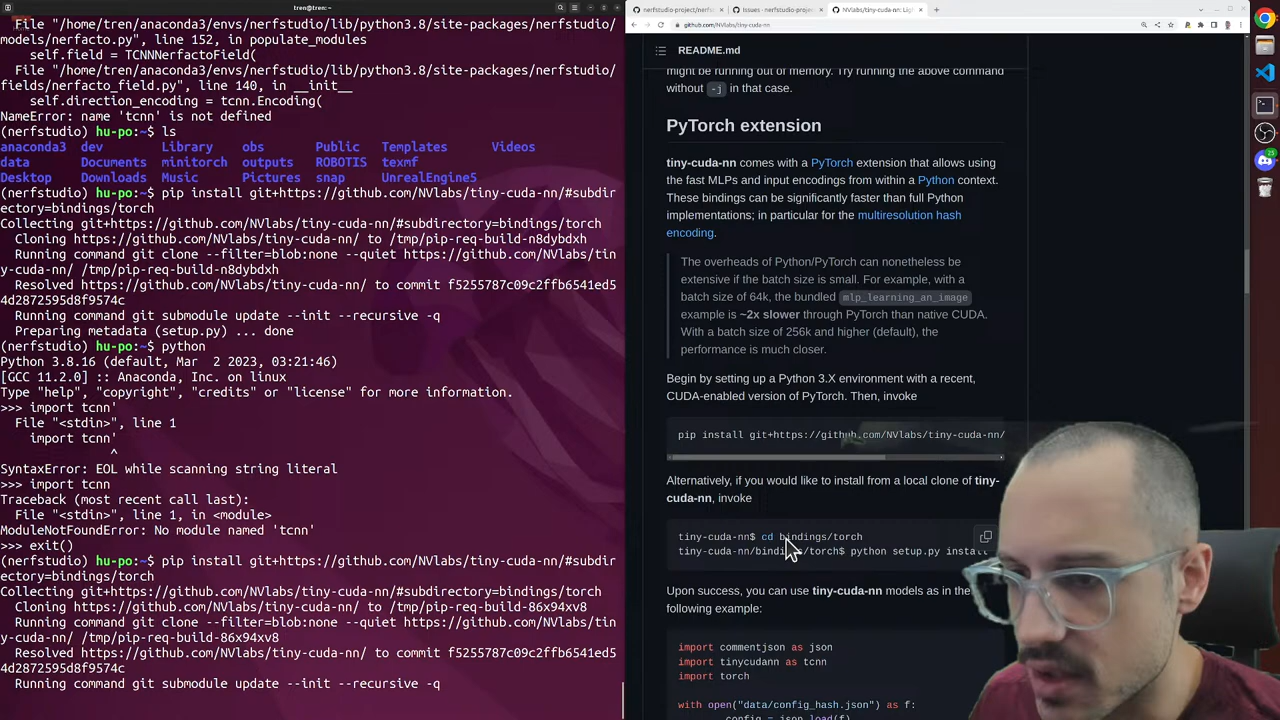 tren@tren: ~
File "/home/tren/anaconda3/envs/nerfstudio/lib/python3.8/site-packages/nerfstudio/
models/nerfacto.py", line 152, in populate_modules
self.field = TCNNNerfactoField(
File "/home/tren/anaconda3/envs/nerfstudio/lib/python3.8/site-packages/nerfstudio/
fields/nerfacto_field.py", line 140, in __init__
self.direction_encoding = tcnn.Encoding(
NameError: name 'tcnn' is not defined
(nerfstudio) hu-po:~$ ls
anaconda3 dev Library obs Public Templates Videos
data Documents minitorch outputs ROBOTIS texmf
Desktop Downloads Music Pictures snap UnrealEngine5
(nerfstudio) hu-po:~$ pip install git+https://github.com/NVlabs/tiny-cuda-nn/#subdir
ectory=bindings/torch
Collecting git+https://github.com/NVlabs/tiny-cuda-nn/#subdirectory=bindings/torch
Cloning https://github.com/NVlabs/tiny-cuda-nn/ to /tmp/pip-req-build-n8dybdxh
Running command git clone --filter=blob:none --quiet https://github.com/NVlabs/tin
y-cuda-nn/ /tmp/pip-req-build-n8dybdxh
Resolved https://github.com/NVlabs/tiny-cuda-nn/ to commit f5255787c09c2ffb6541ed5
4d2872595d8f9574c
Running command git submodule update --init --recursive -q
Preparing metadata (setup.py) ... done
(nerfstudio) hu-po:~$ python
Python 3.8.16 (default, Mar  2 2023, 03:21:46)
[GCC 11.2.0] :: Anaconda, Inc. on linux
Type "help", "copyright", "credits" or "license" for more information.
>>> import tcnn'
File "<stdin>", line 1
import tcnn'
^
SyntaxError: EOL while scanning string literal
>>> import tcnn
Traceback (most recent call last):
File "<stdin>", line 1, in <module>
ModuleNotFoundError: No module named 'tcnn'
>>> exit()
(nerfstudio) hu-po:~$ pip install git+https://github.com/NVlabs/tiny-cuda-nn/#subdir
ectory=bindings/torch
Collecting git+https://github.com/NVlabs/tiny-cuda-nn/#subdirectory=bindings/torch
Cloning https://github.com/NVlabs/tiny-cuda-nn/ to /tmp/pip-req-build-86x94xv8
Running command git clone --filter=blob:none --quiet https://github.com/NVlabs/tin
y-cuda-nn/ /tmp/pip-req-build-86x94xv8
Resolved https://github.com/NVlabs/tiny-cuda-nn/ to commit f5255787c09c2ffb6541ed5
4d2872595d8f9574c
Running command git submodule update --init --recursive -q
nerfstudio-project/nerfs Issues · nerfstudio-project NVlabs/tiny-cuda-nn: Ligh
github.com/NVlabs/tiny-cuda-nn
README.md
might be running out of memory. Try running the above command
without -j in that case.
PyTorch extension
tiny-cuda-nn comes with a PyTorch extension that allows using
the fast MLPs and input encodings from within a Python context.
These bindings can be significantly faster than full Python
implementations; in particular for the multiresolution hash
encoding.
The overheads of Python/PyTorch can nonetheless be
extensive if the batch size is small. For example, with a
batch size of 64k, the bundled mlp_learning_an_image
example is ~2x slower through PyTorch than native CUDA.
With a batch size of 256k and higher (default), the
performance is much closer.
Begin by setting up a Python 3.X environment with a recent,
CUDA-enabled version of PyTorch. Then, invoke
pip install git+https://github.com/NVlabs/tiny-cuda-nn/
Alternatively, if you would like to install from a local clone of tiny-
cuda-nn, invoke
tiny-cuda-nn$ cd bindings/torch
tiny-cuda-nn/bindings/torch$ python setup.py install
Upon success, you can use tiny-cuda-nn models as in the
following example:
import commentjson as json
import tinycudann as tcnn
import torch
with open("data/config_hash.json") as f:
config = json.load(f)